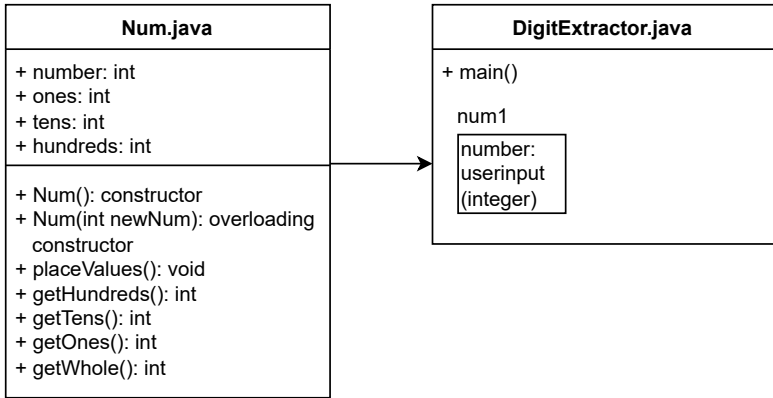 Num.java
+ number: int
+ ones: int
+ tens: int
+ hundreds: int
+ Num(): constructor
+ Num(int newNum): overloading
constructor
+ placeValues(): void
+ getHundreds(): int
+ getTens(): int
+ getOnes(): int
+ getWhole(): int
DigitExtractor.java
+ main()
num1
number:
userinput
(integer)